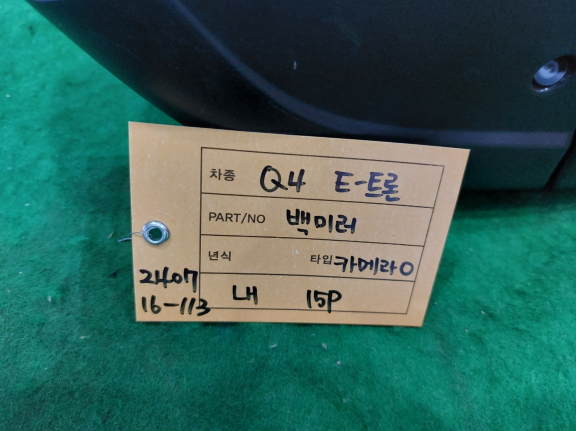 차종 Q4 E-트론
PART/NO 백미러
년식 타입 카메라O
2407
16-113
내 15P